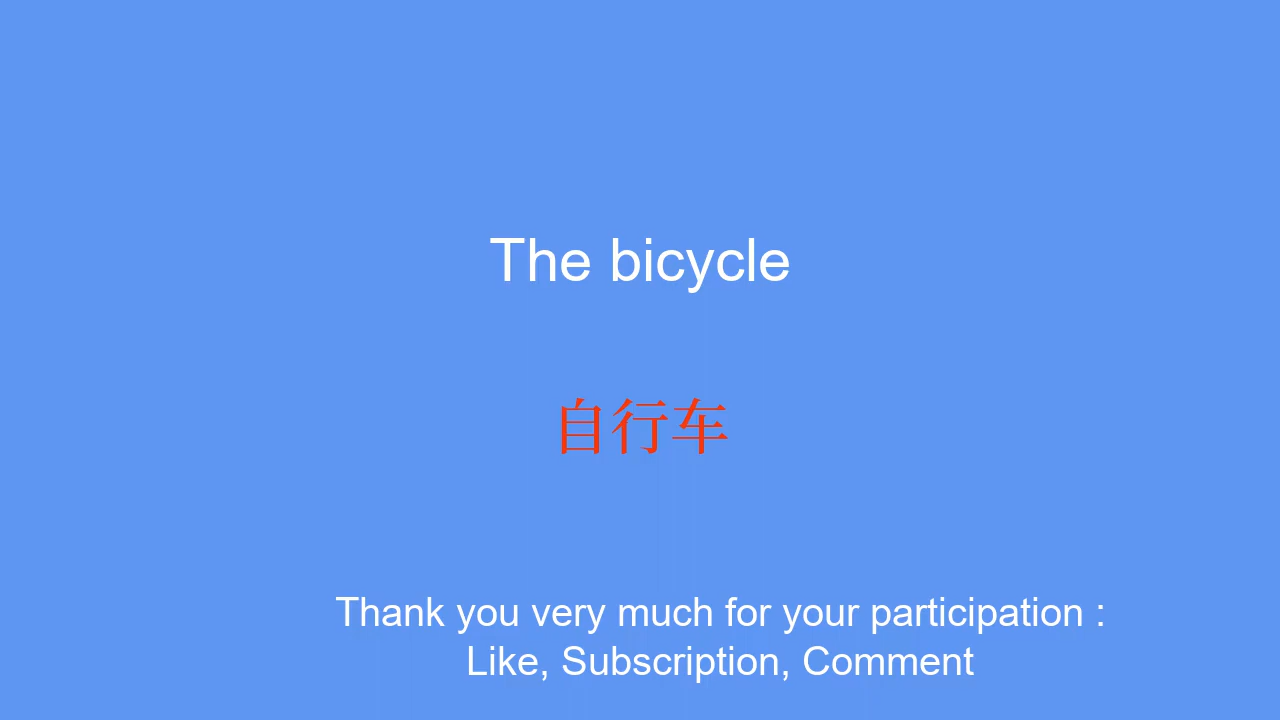 The bicycle
自行车
Thank you very much for your participation :
Like, Subscription, Comment